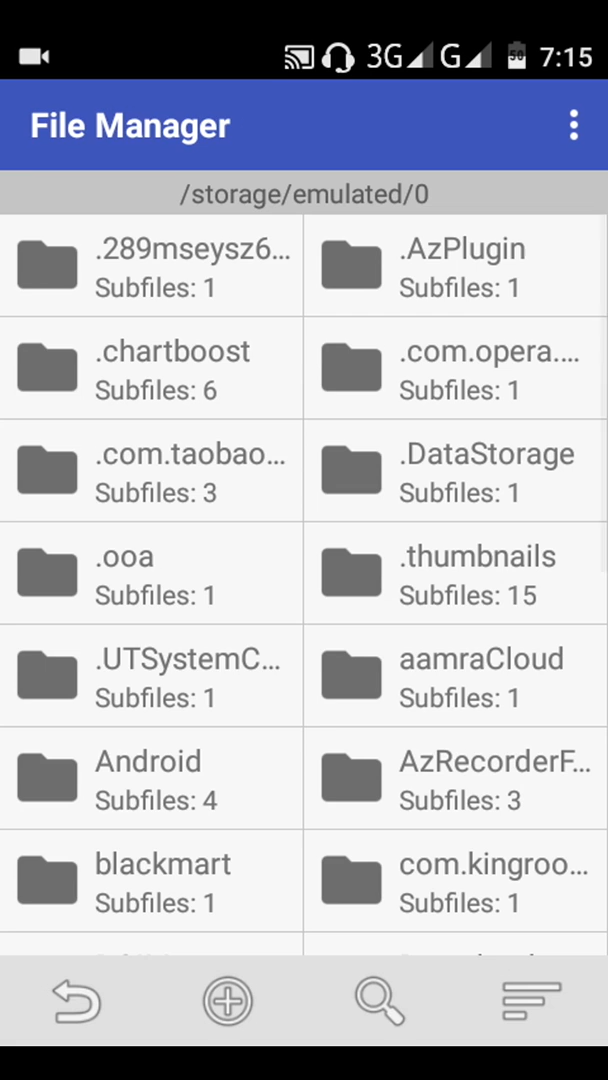 3G G 50 7:15
File Manager
/storage/emulated/0
.289mseysz6...
Subfiles: 1
.AzPlugin
Subfiles: 1
.chartboost
Subfiles: 6
.com.opera....
Subfiles: 1
.com.taobao...
Subfiles: 3
.DataStorage
Subfiles: 1
.ooa
Subfiles: 1
.thumbnails
Subfiles: 15
.UTSystemC...
Subfiles: 1
aamraCloud
Subfiles: 1
Android
Subfiles: 4
AzRecorderF...
Subfiles: 3
blackmart
Subfiles: 1
com.kingroo...
Subfiles: 1